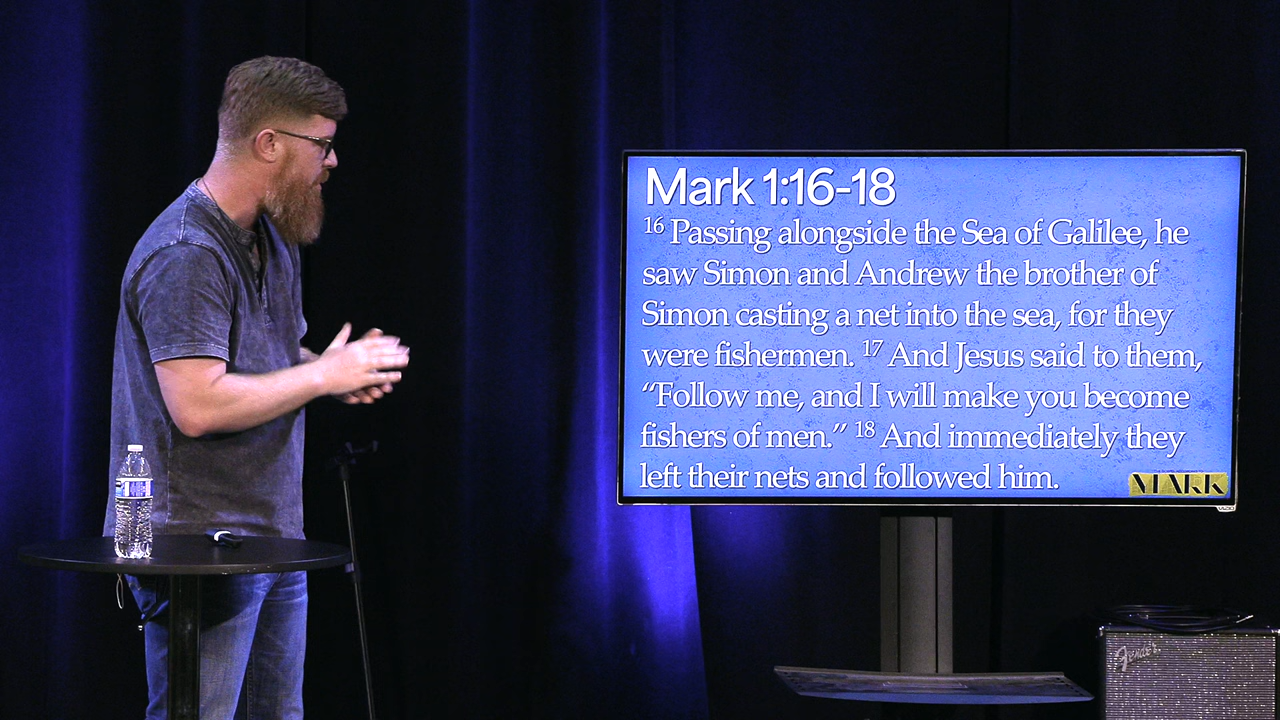 Mark 1:16-18
16 Passing alongside the Sea of Galilee, he
saw Simon and Andrew the brother of
Simon casting a net into the sea, for they
were fishermen. 17 And Jesus said to them,
“Follow me, and I will make you become
fishers of men.” 18 And immediately they
left their nets and followed him.
MARK
Fender